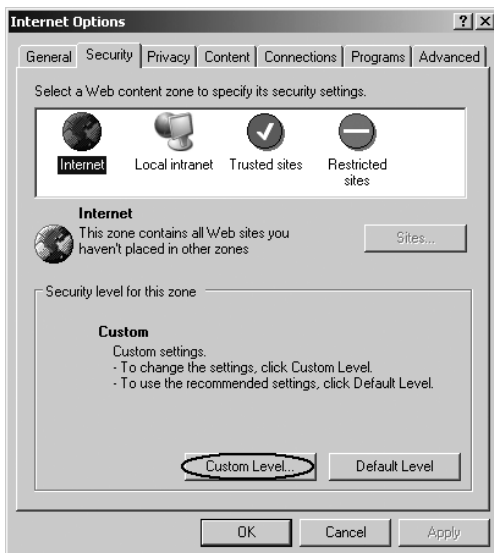 Internet Options
General Security Privacy Content Connections Programs Advanced
Select a Web content zone to specify its security settings.
Internet Local intranet Trusted sites Restricted sites
Internet
This zone contains all Web sites you
haven't placed in other zones
Sites...
Security level for this zone
Custom
Custom settings.
- To change the settings, click Custom Level.
- To use the recommended settings, click Default Level.
Custom Level... Default Level
OK Cancel Apply